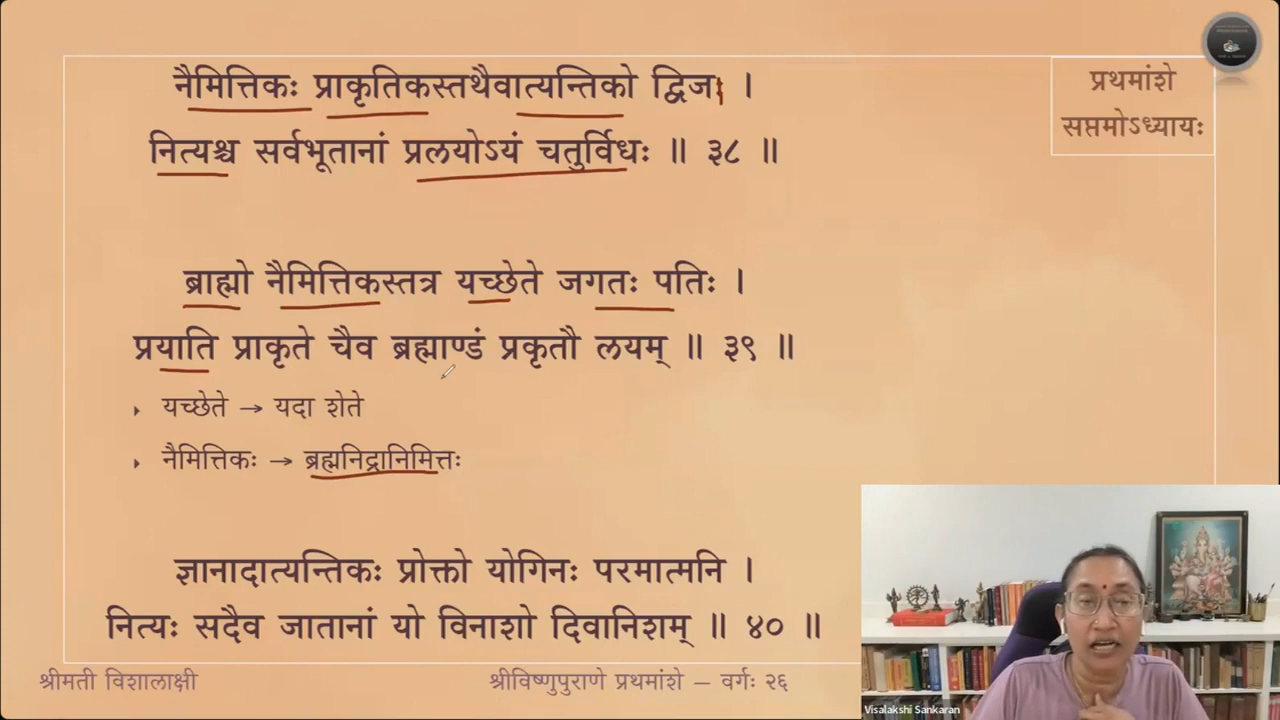 नैमित्तिकः प्राकृतिकस्तथैवात्यन्तिको द्विज ।
नित्यश्च सर्वभूतानां प्रलयोऽयं चतुर्विधः ॥ ३८ ॥
प्रथमांशे
सप्तमोऽध्यायः
ब्राह्मो नैमित्तिकस्तत्र यच्छेते जगतः पतिः ।
प्रयाति प्राकृते चैव ब्रह्माण्डं प्रकृतौ लयम् ॥ ३९ ॥
यच्छेते → यदा शेते
नैमित्तिकः → ब्रह्मनिद्रानिमित्तः
ज्ञानादात्यन्तिकः प्रोक्तो योगिनः परमात्मनि ।
नित्यः सदैव जातानां यो विनाशो दिवानिशम् ॥ ४० ॥
श्रीमती विशालाक्षी
श्रीविष्णुपुराणे प्रथमांशे – वर्गः २६
Visalakshi Sankaran